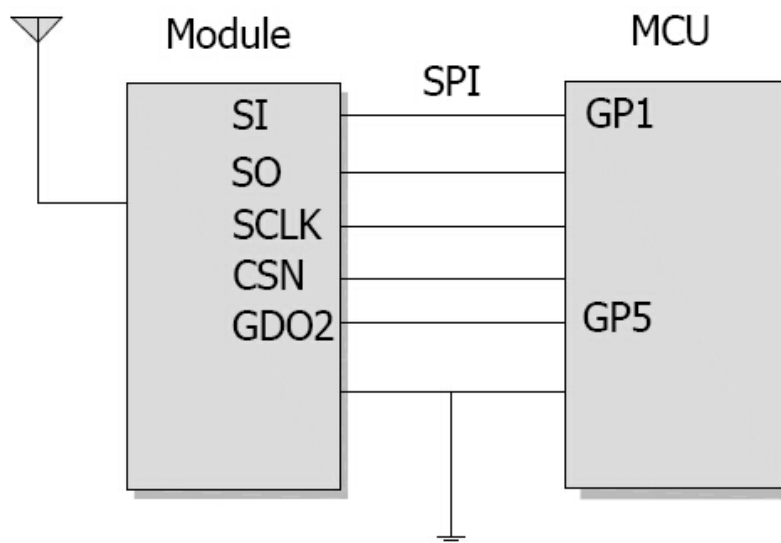 Module
MCU
SPI
SI
GP1
SO
SCLK
CSN
GDO2
GP5